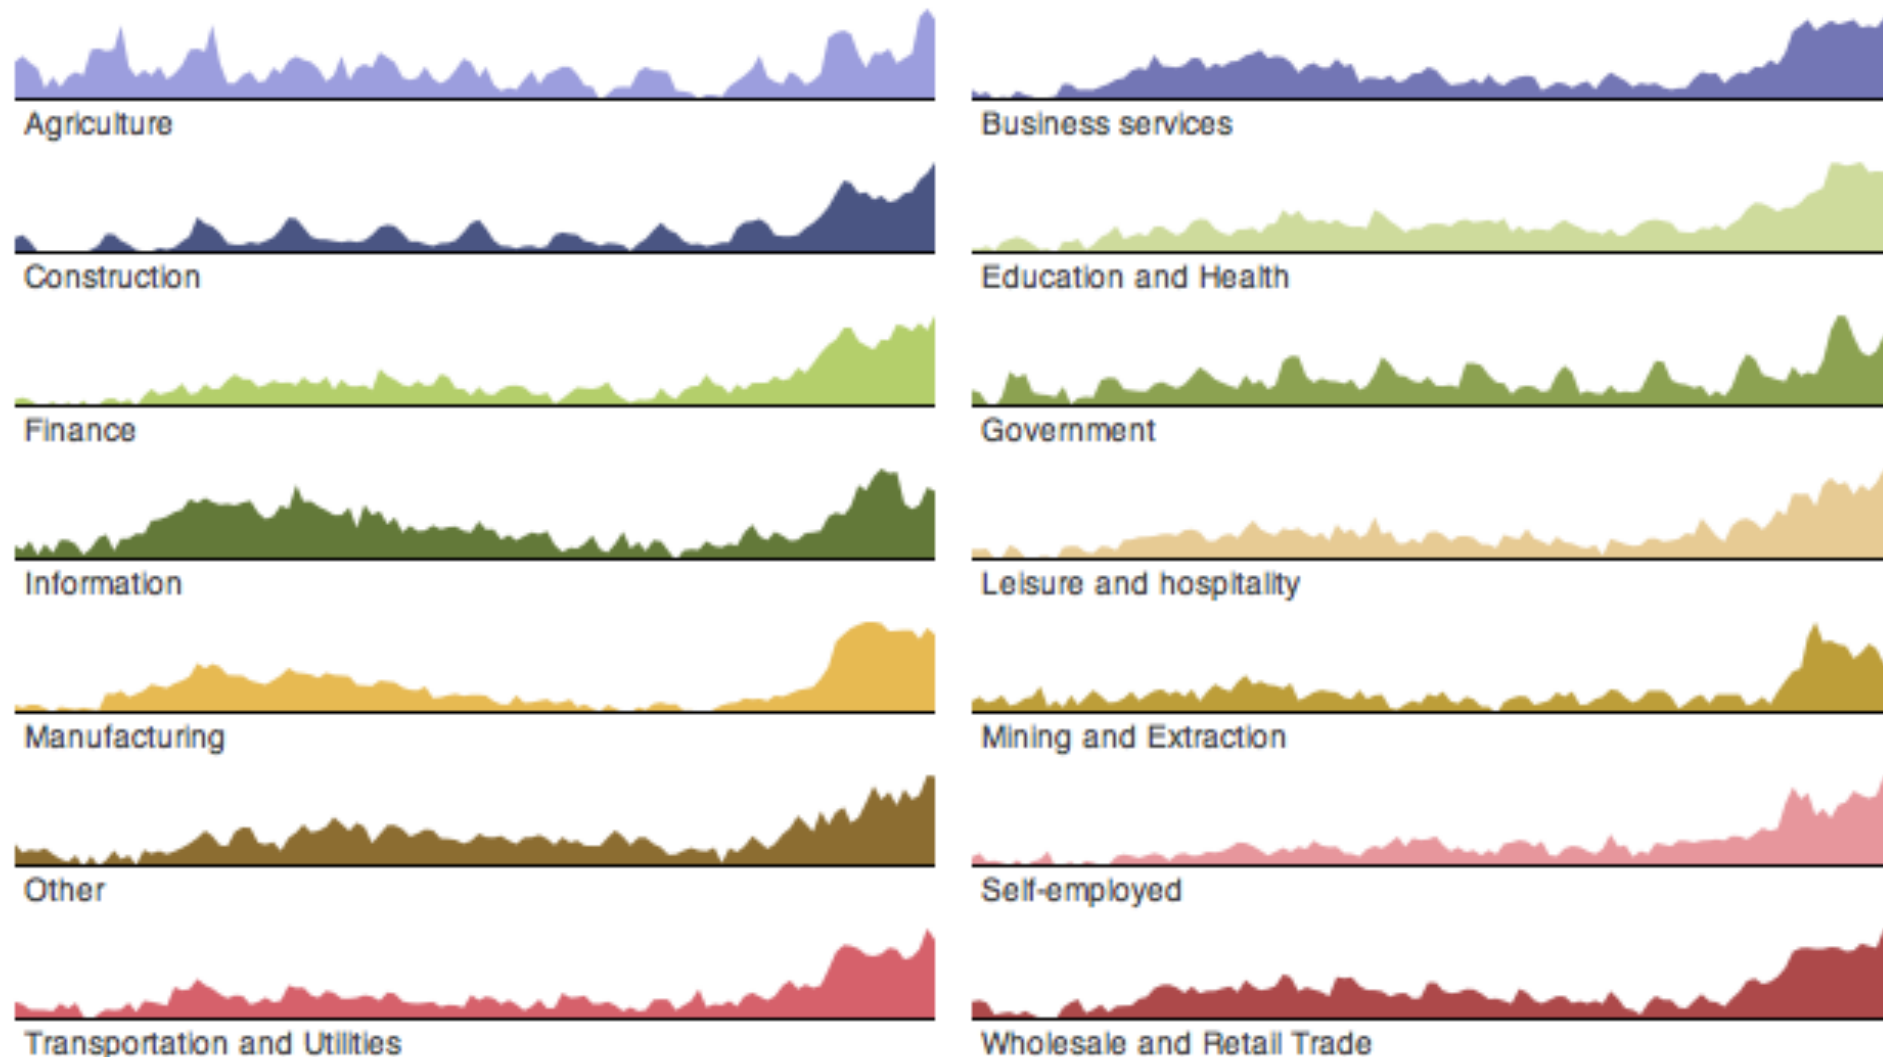 Agriculture
Business services
Construction
Education and Health
Finance
Government
Information
Leisure and hospitality
Manufacturing
Mining and Extraction
Other
Self-employed
Transportation and Utilities
Wholesale and Retail Trade